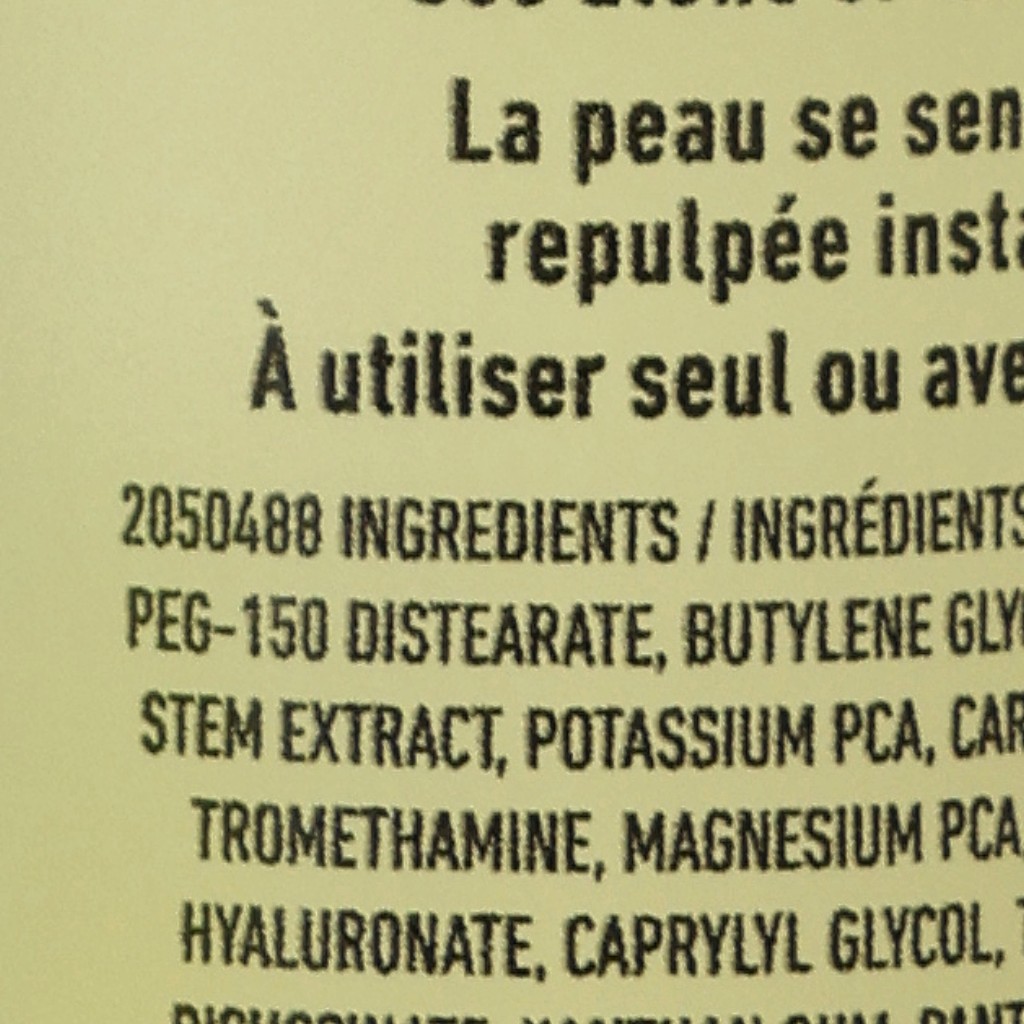 La peau se sen
repulpée insta
À utiliser seul ou ave
2050488 INGREDIENTS / INGRÉDIENTS
PEG-150 DISTEARATE, BUTYLENE GLY
STEM EXTRACT, POTASSIUM PCA, CAR
TROMETHAMINE, MAGNESIUM PCA,
HYALURONATE, CAPRYLYL GLYCOL,